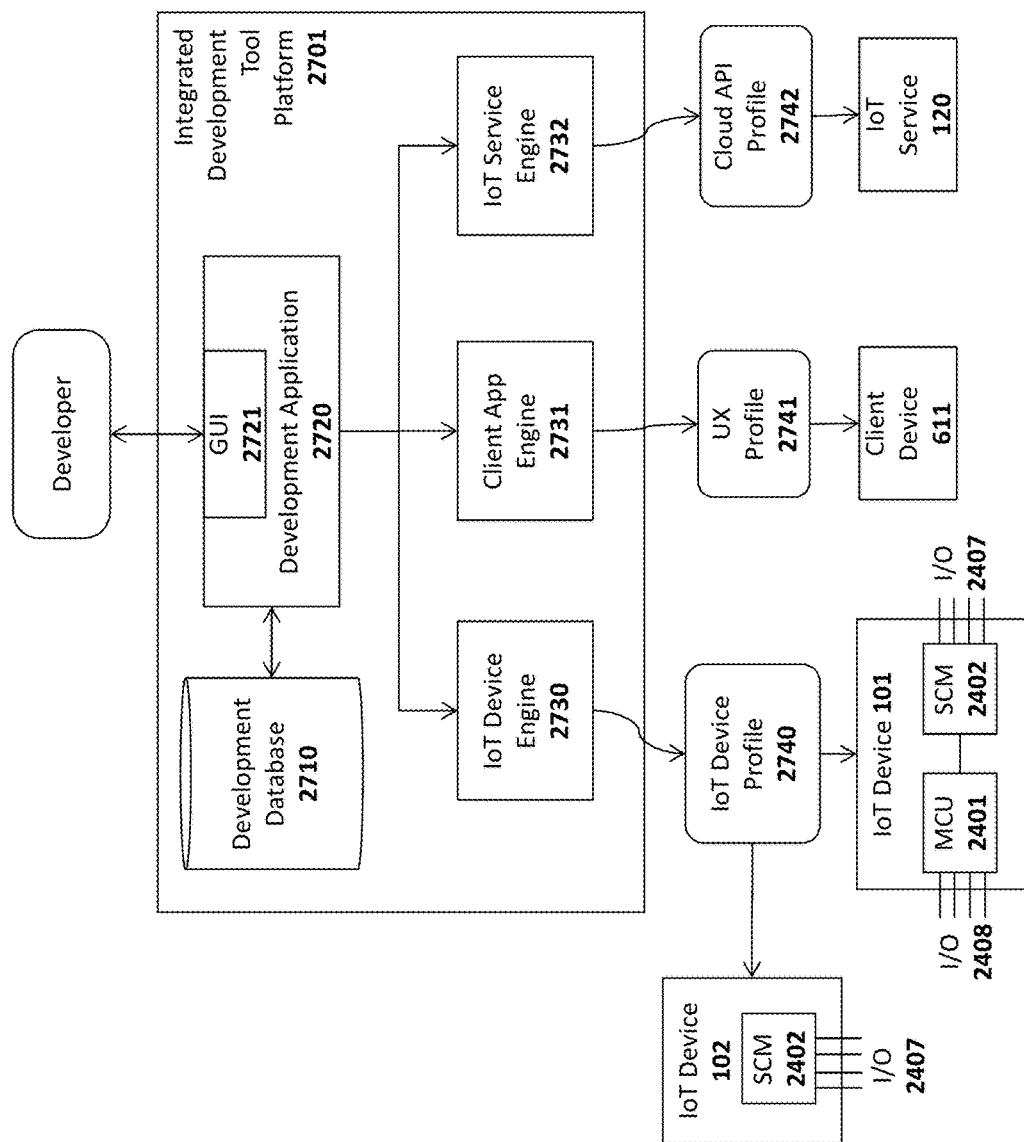 Developer
Integrated
Development
Tool
Platform
2701
Development
Database
2710
GUI
2721
Development Application
2720
IoT Device
Engine
2730
Client App
Engine
2731
IoT Service
Engine
2732
IoT Device
Profile
2740
UX
Profile
2741
Cloud API
Profile
2742
IoT Device
102
SCM
2402
I/O
2407
IoT Device 101
MCU
2401
SCM
2402
I/O
2408
I/O
2407
Client
Device
611
IoT
Service
120